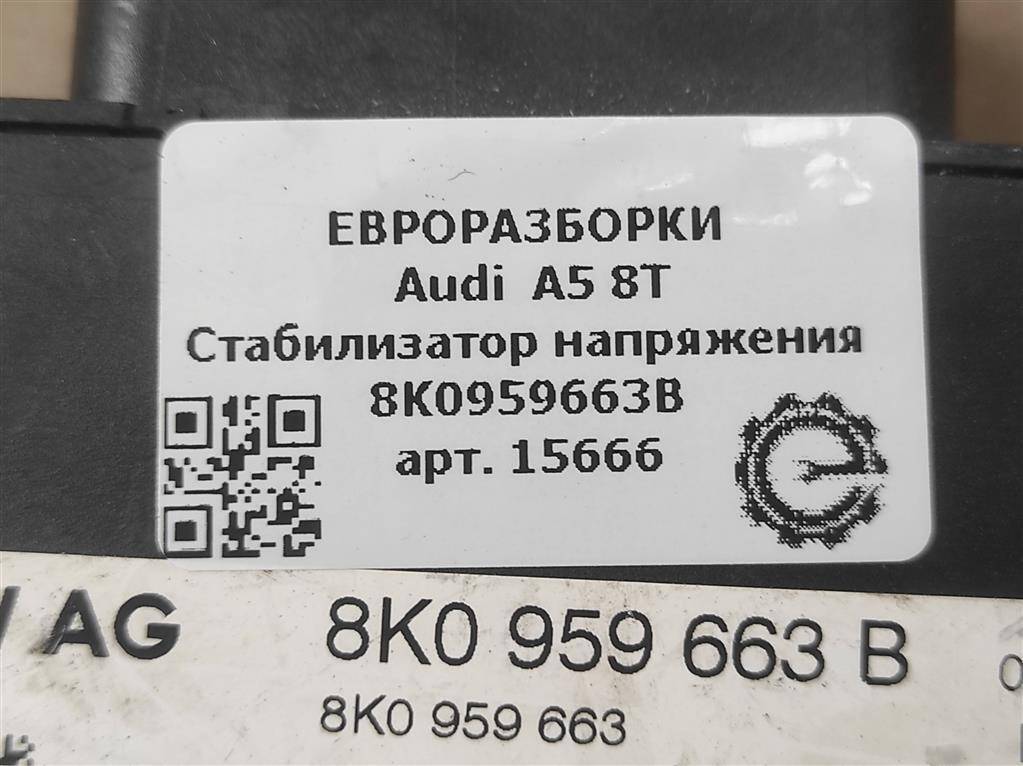 ЕВРОРАЗБОРКИ
Audi A5 8T
Стабилизатор напряжения
8K0959663B
арт. 15666
AG 8K0 959 663 B
8K0 959 663